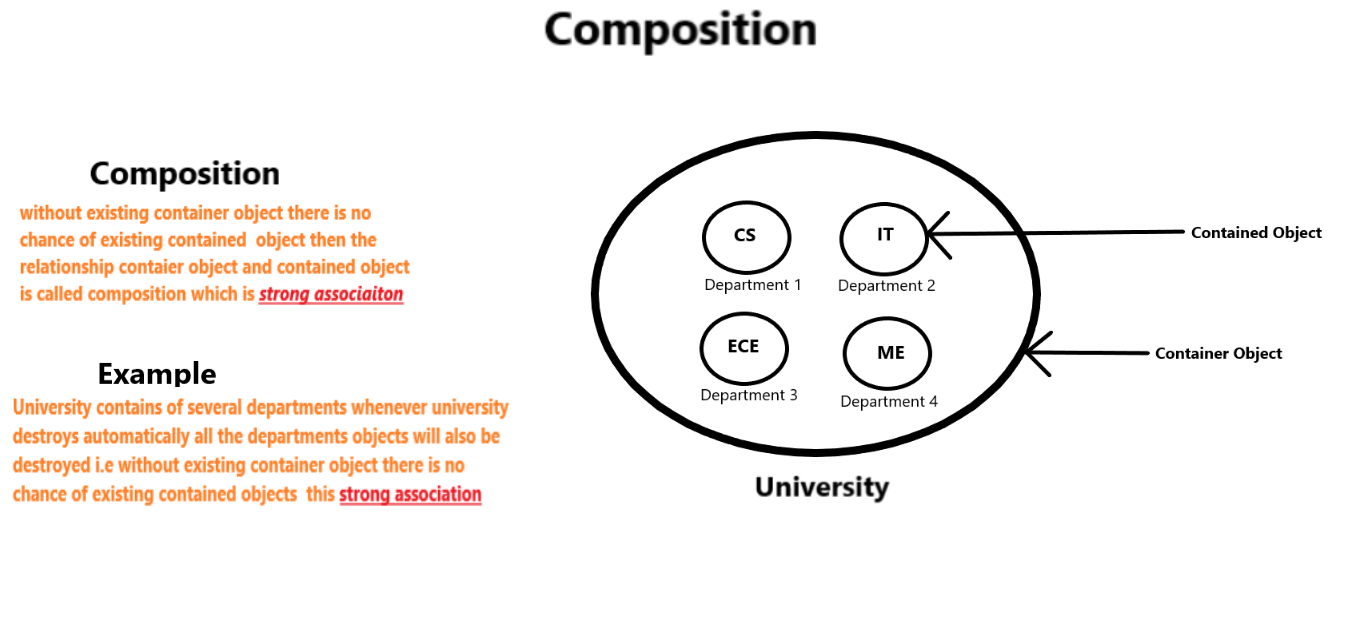 Composition
Composition
without existing container object there is no
chance of existing contained object then the
relationship contaier object and contained object
is called composition which is strong associaiton
Example
University contains of several departments whenever university
destroys automatically all the departments objects will also be
destroyed i.e without existing container object there is no
chance of existing contained objects this strong association
CS
Department 1
IT
Department 2
ECE
Department 3
ME
Department 4
University
Contained Object
Container Object